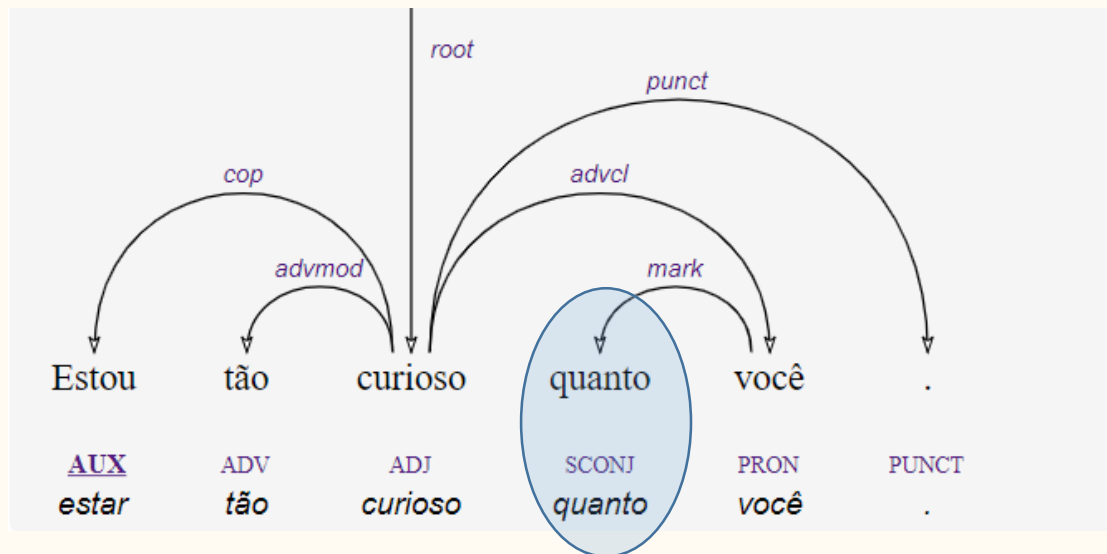 root
punct
cop
advcl
advmod
mark
Estou tão curioso quanto você .
AUX ADV ADJ SCONJ PRON PUNCT
estar tão curioso quanto você .